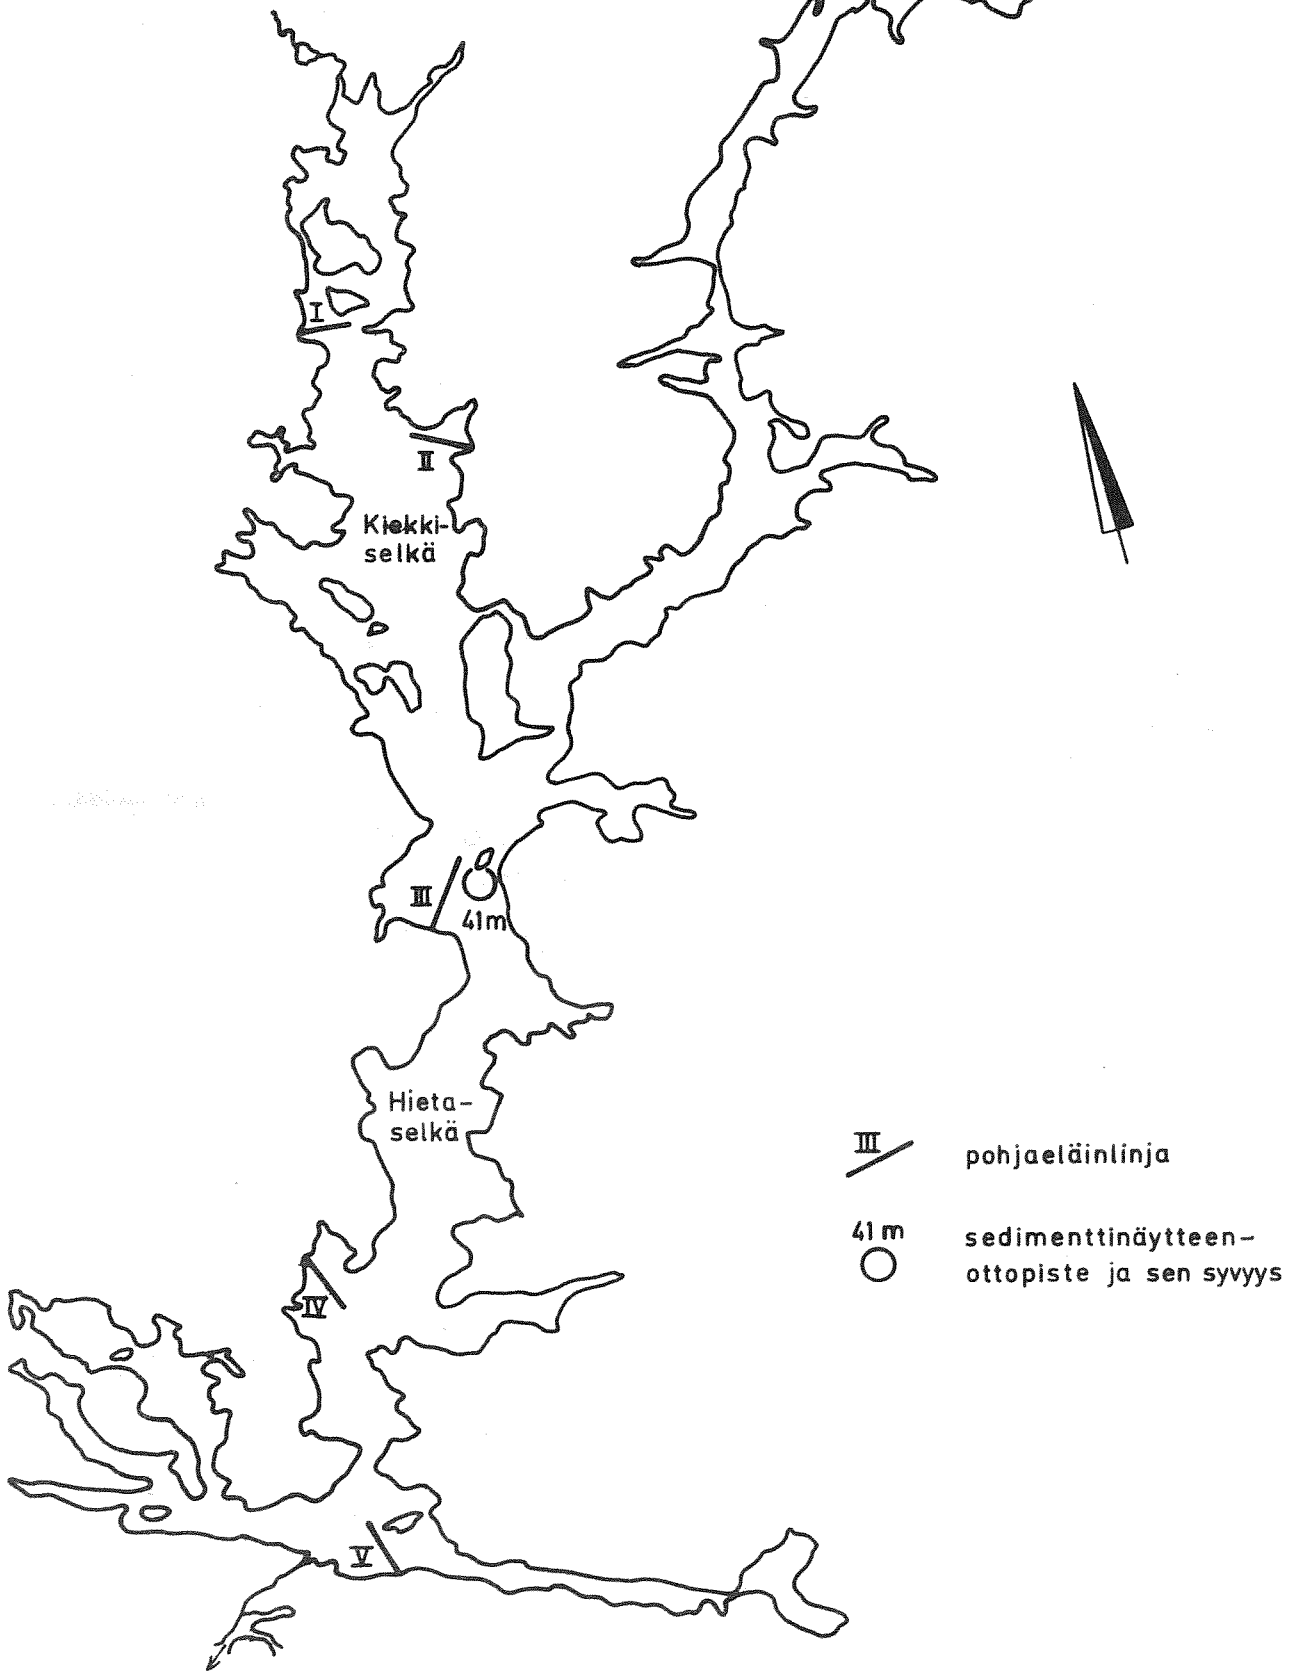 I
II
Kiekki-
selkä
III
41m
Hieta-
selkä
III
pohjaeläinlinja
41 m
sedimenttinäytteen-
ottopiste ja sen syvyys
IV
V